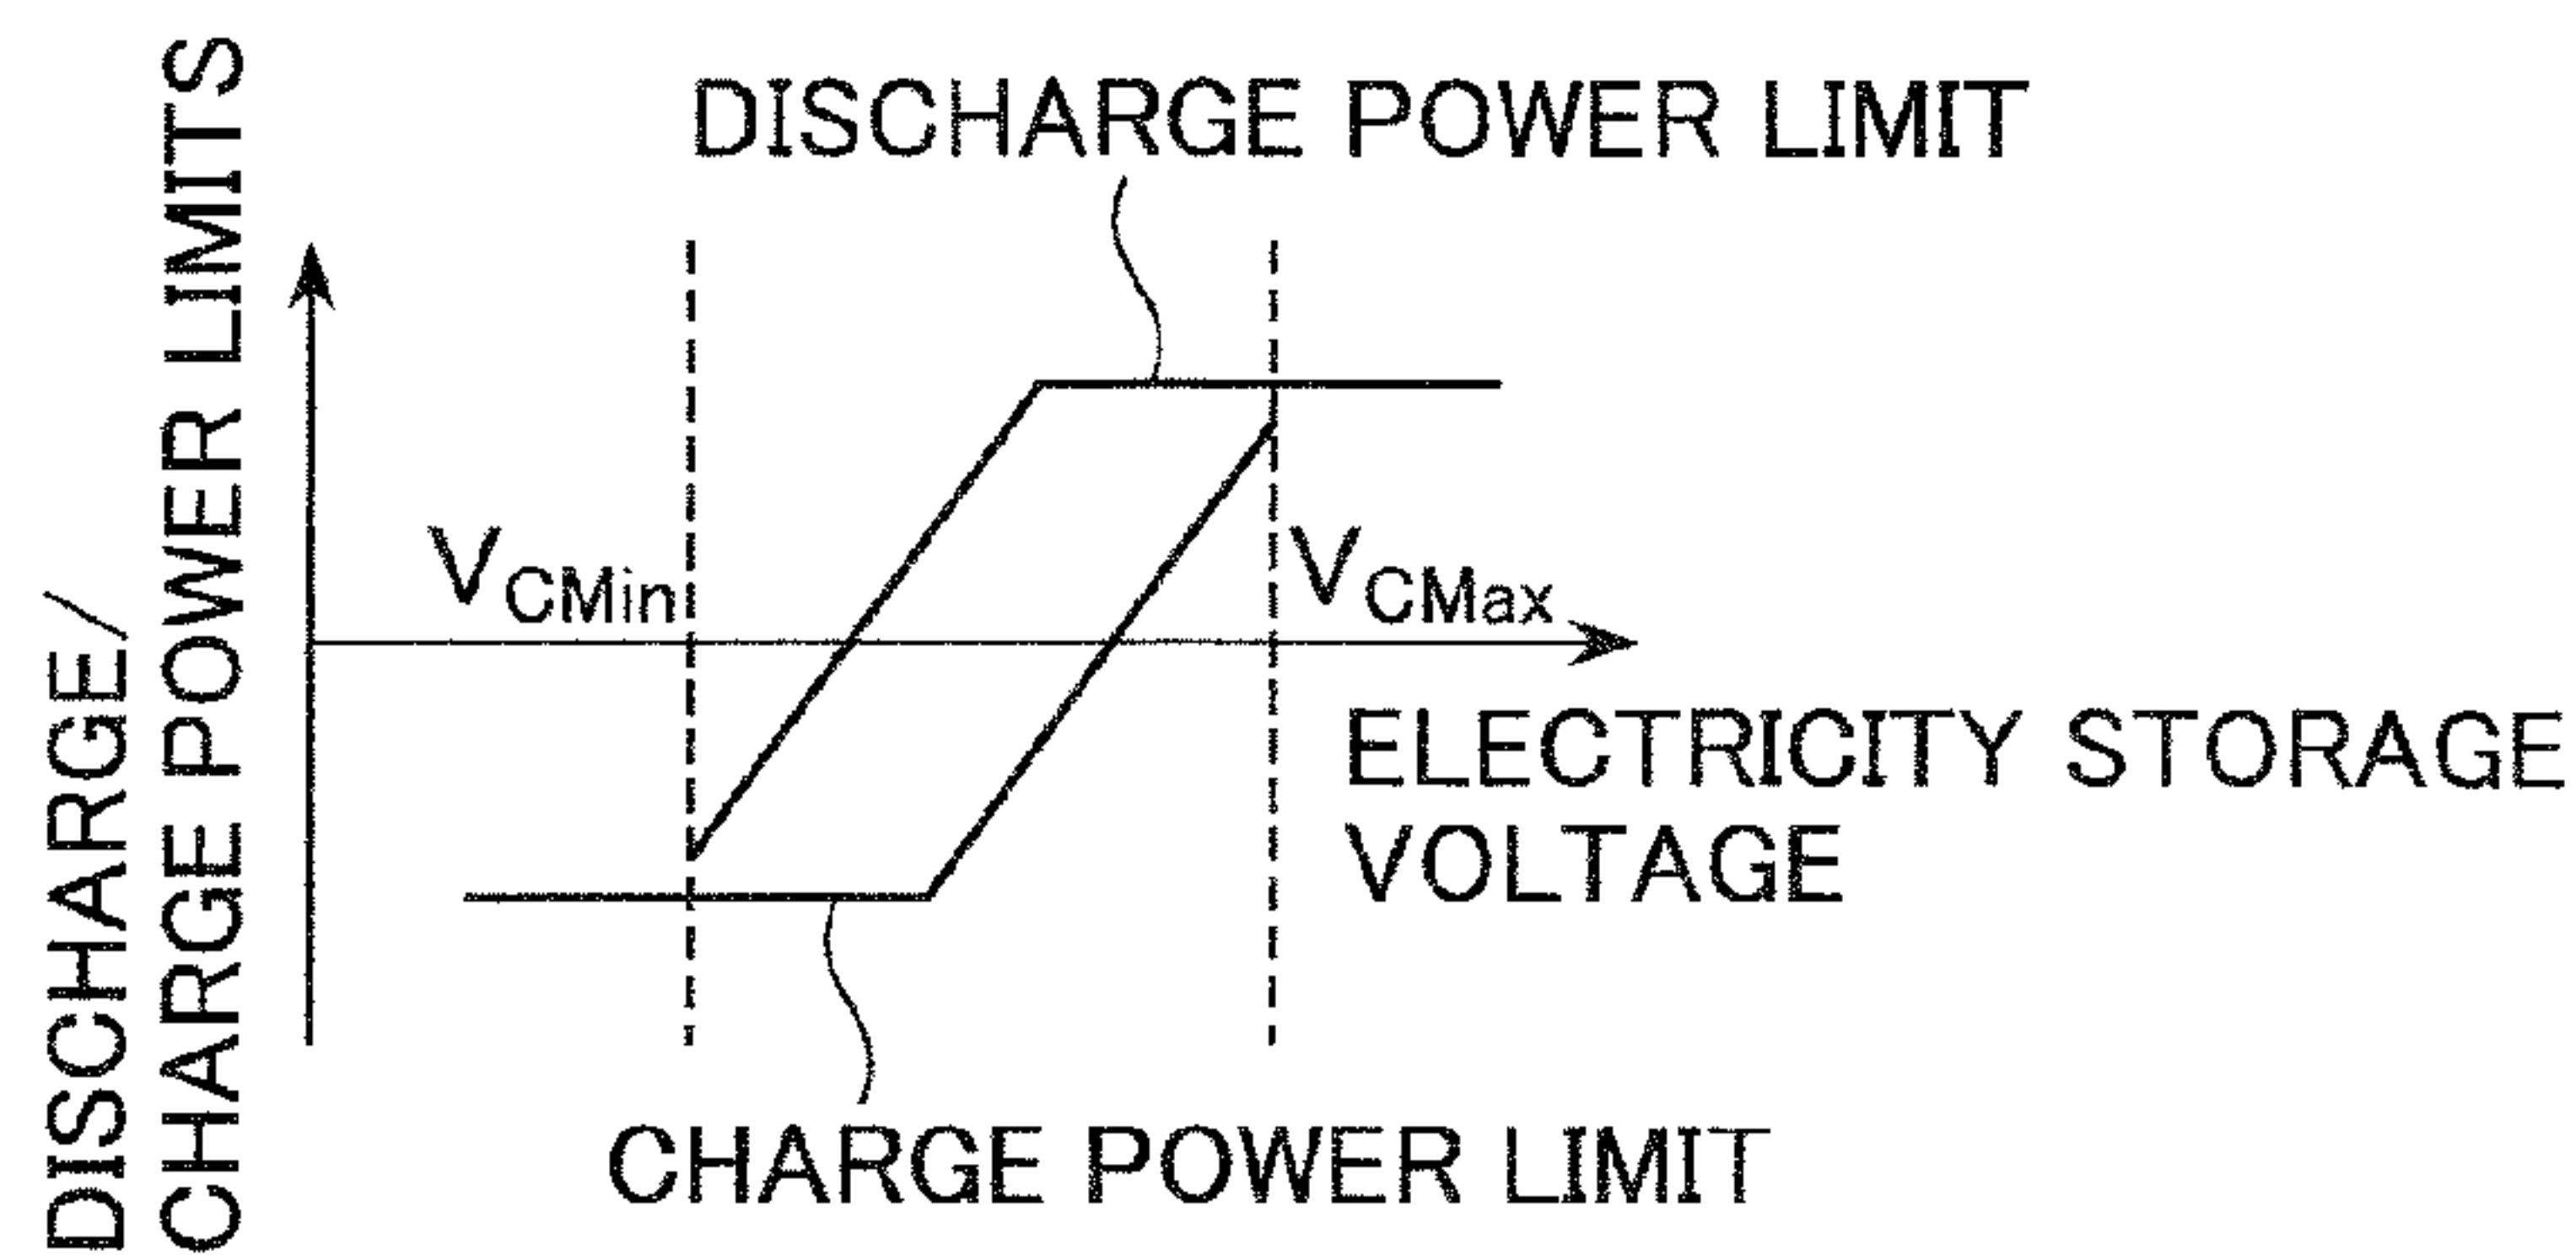 DISCHARGE/
CHARGE POWER LIMITS
DISCHARGE POWER LIMIT
VCMin
VCMax
ELECTRICITY STORAGE
VOLTAGE
CHARGE POWER LIMIT